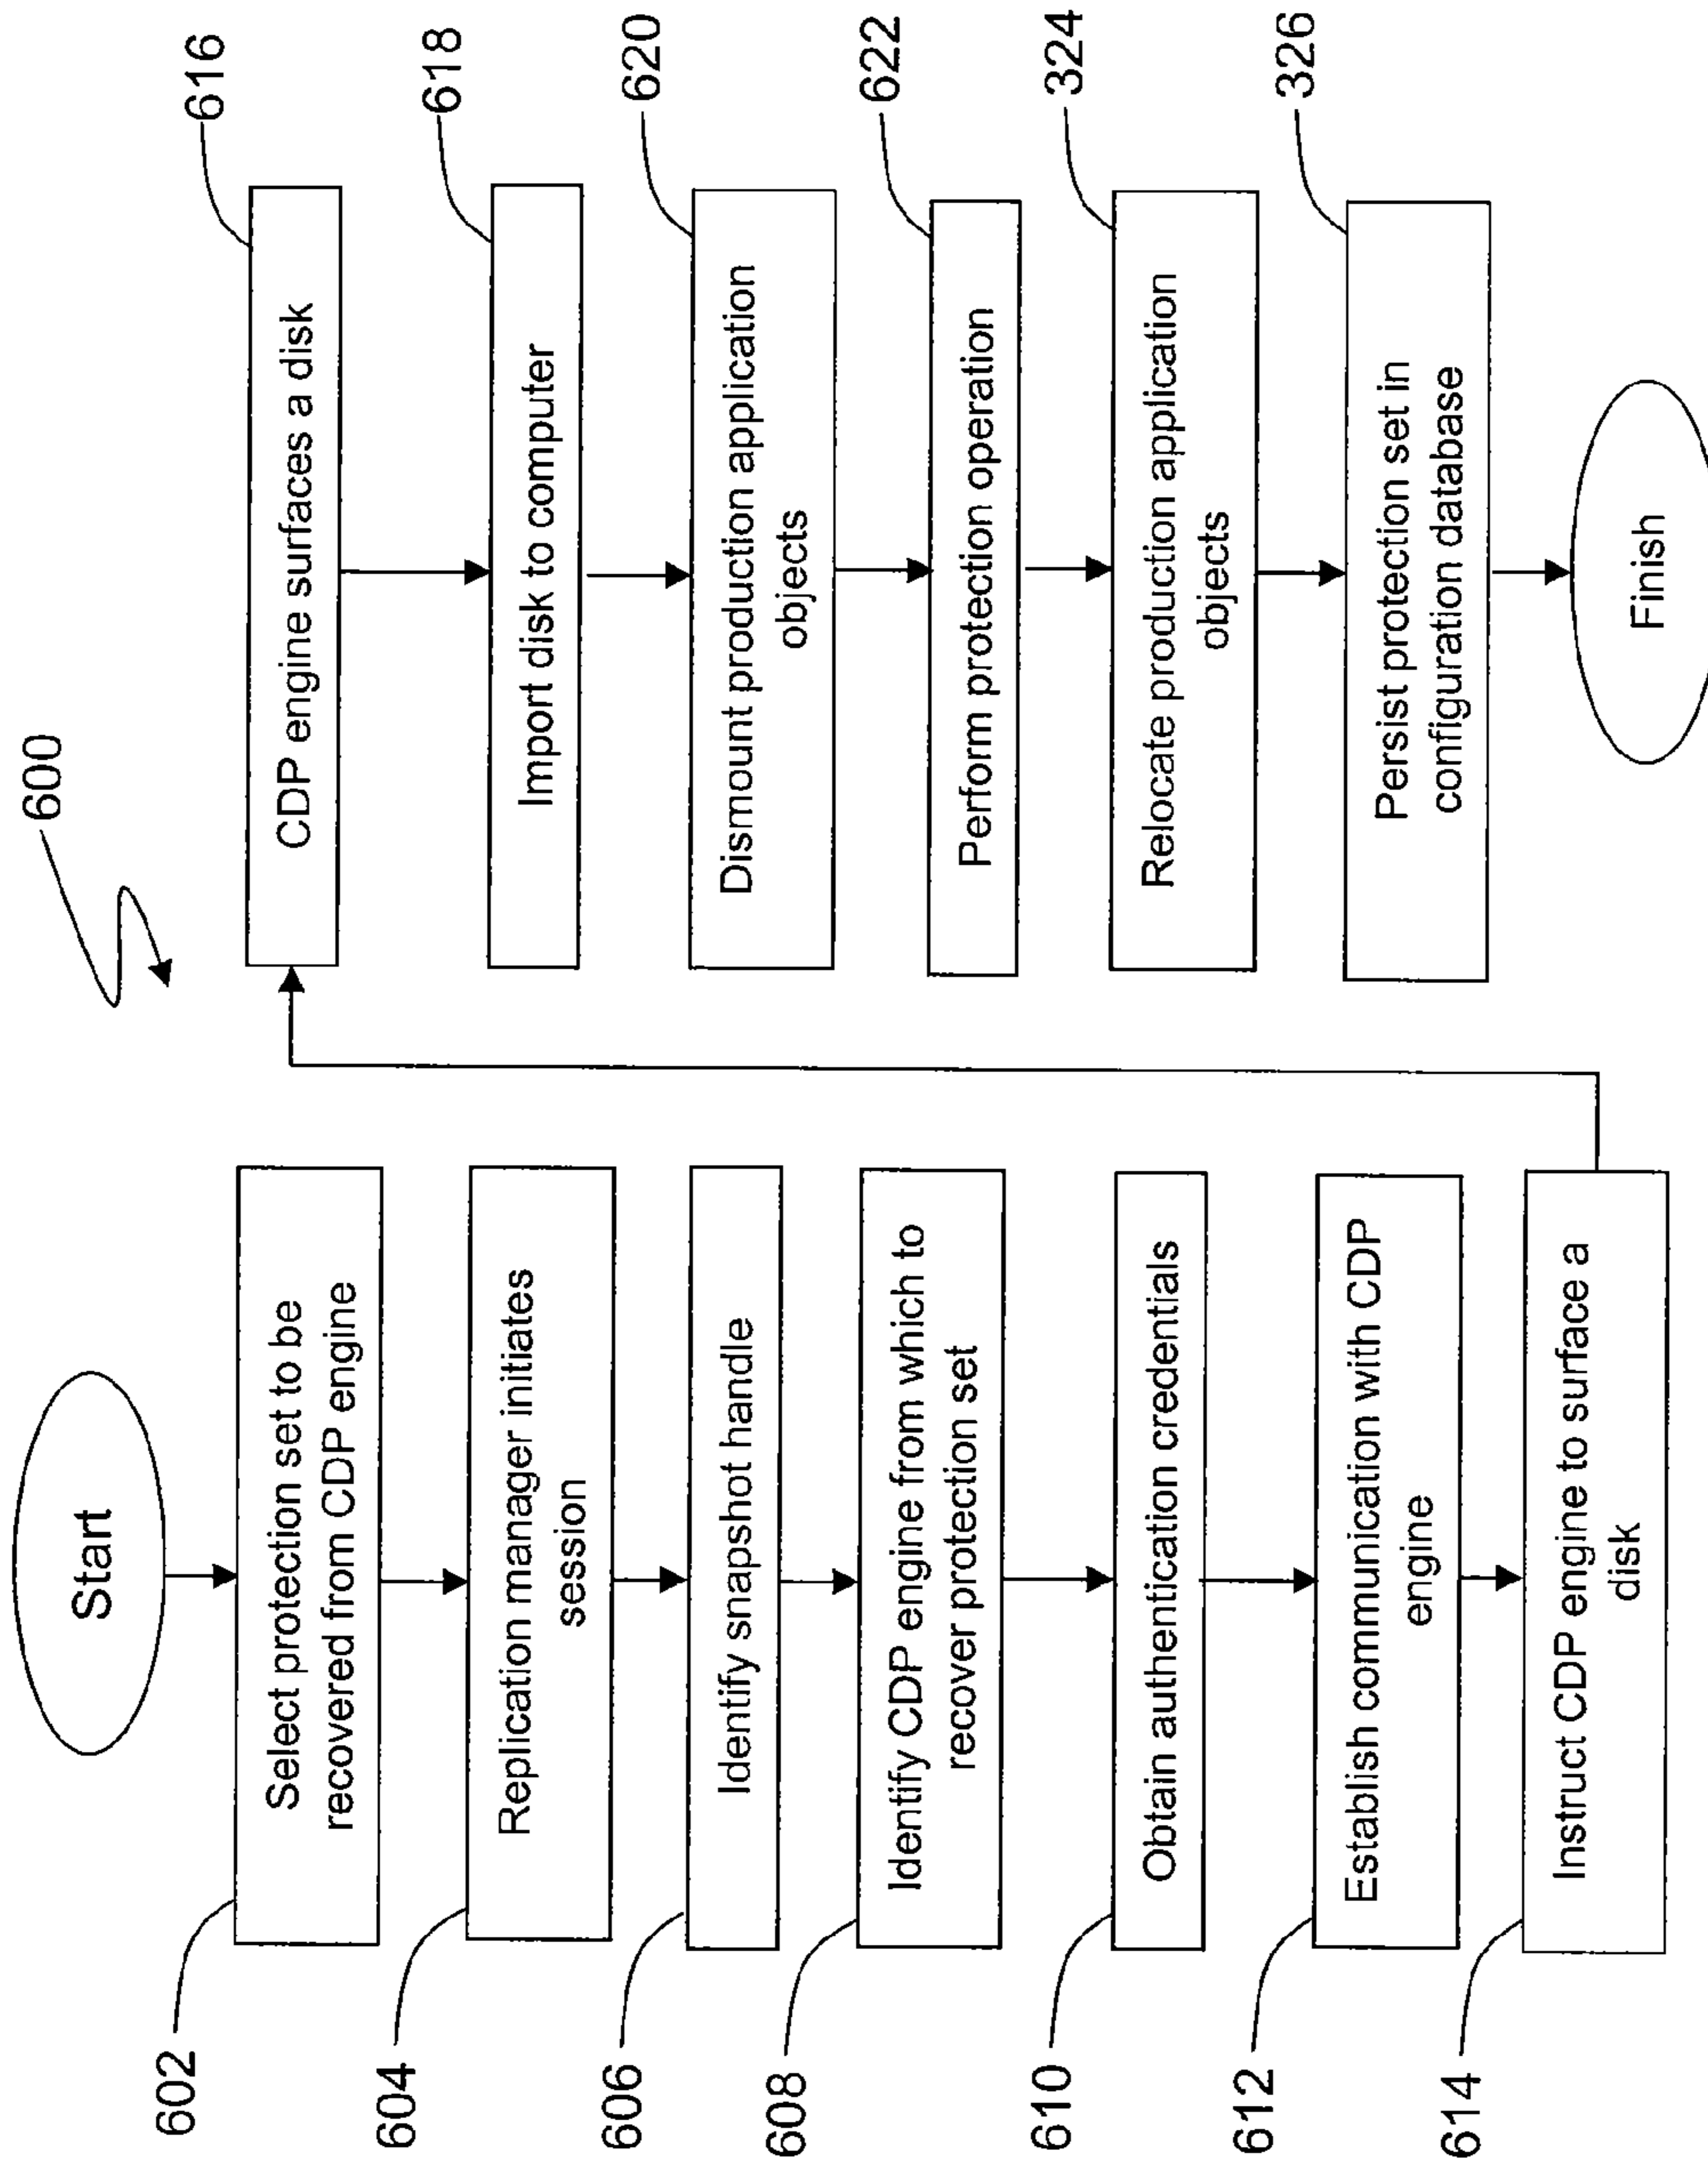 600
Start
602
Select protection set to be
recovered from CDP engine
604
Replication manager initiates
session
606
Identify snapshot handle
608
Identify CDP engine from which to
recover protection set
610
Obtain authentication credentials
612
Establish communication with CDP
engine
614
Instruct CDP engine to surface a
disk
616
CDP engine surfaces a disk
618
Import disk to computer
620
Dismount production application
objects
622
Perform protection operation
324
Relocate production application
objects
326
Persist protection set in
configuration database
Finish